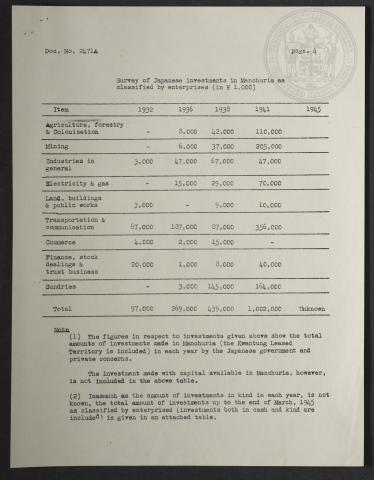 Doc. No. 2471A page. 4
Survey of Japanese investments in Manchuria as
classified by enterprises (in ¥ 1,000)
Item 1932 1936 1938 1941 1945
Agriculture, forestry
& Colonization - 8,000 42,000 110,000
Mining - 6,000 37,000 205,000
Industries in
general 3,000 47,000 67,000 47,000
Electricity & gas - 15,000 29,000 70,000
Land, buildings
& public works 3,000 - 9,000 10,000
Transportation &
communication 67,000 187,000 87,000 356,000
Commerce 4,000 2,000 15,000 -
Finance, stock
dealings &
trust business 20,000 1,000 8,000 40,000
Sundries - 3,000 145,000 164,000
Total 97,000 269,000 439,000 1,002,000 Unknown
Note
(1) The figures in respect to investments given above show the total
amounts of investments made in Manchuria (the Kwantung Leased
Territory is included) in each year by the Japanese government and
private concerns.
The investment made with capital available in Manchuria, however,
is not included in the above table.
(2) Inasmuch as the amount of investments in kind in each year, is not
known, the total amount of investments up to the end of March, 1945
as classified by enterprises (investments both in cash and kind are
included) is given in an attached table.